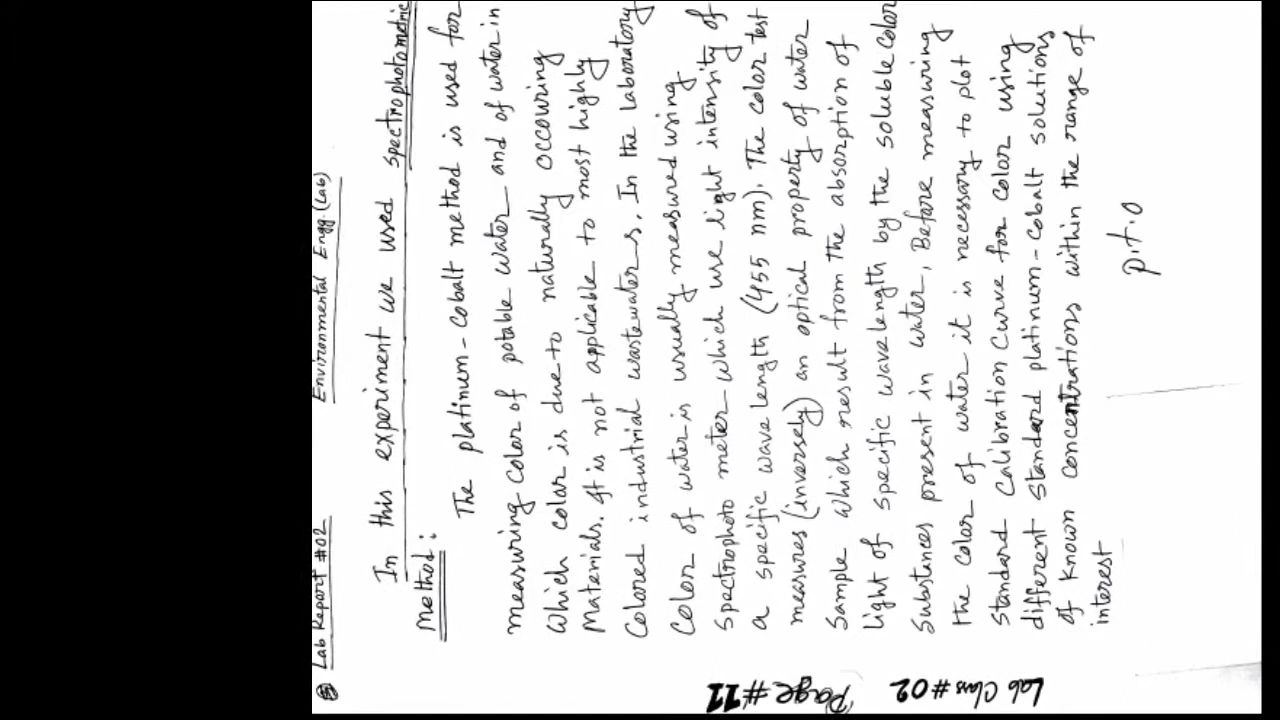 Lab Report #02 Environmental Engg. (Lab)
In this experiment we used spectrophotometric
Method:
The platinum-cobalt method is used for
measuring color of potable water and of water in
which color is due to naturally occouring
Materials. It is not applicable to most highly
Colored industrial wastewaters. In the laboratory
Color of water is usually measured using
Spectrophoto meter which use light intensity of
a specific wavelength (455 nm). The color test
measures (inversely) an optical property of water
Sample which result from the absorption of
light of specific wavelength by the soluble color
Substances present in water, Before measuring
the color of water it is necessary to plot
Standard Calibration Curve for color using
different Standard platinum-Cobalt solutions
of known concentrations within the range of
interest
p.t.o
Lab Class #02 Page #11